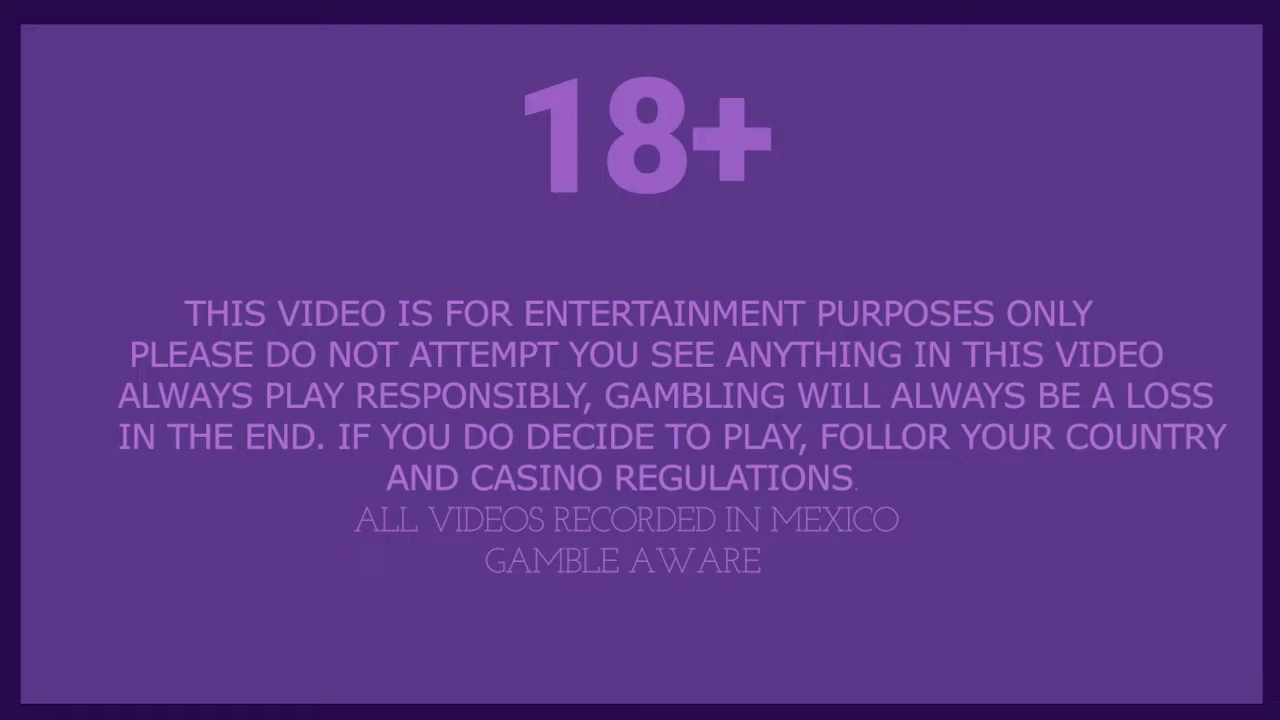 18+
THIS VIDEO IS FOR ENTERTAINMENT PURPOSES ONLY
PLEASE DO NOT ATTEMPT YOU SEE ANYTHING IN THIS VIDEO
ALWAYS PLAY RESPONSIBLY, GAMBLING WILL ALWAYS BE A LOSS
IN THE END. IF YOU DO DECIDE TO PLAY, FOLLOR YOUR COUNTRY
AND CASINO REGULATIONS.
ALL VIDEOS RECORDED IN MEXICO
GAMBLE AWARE